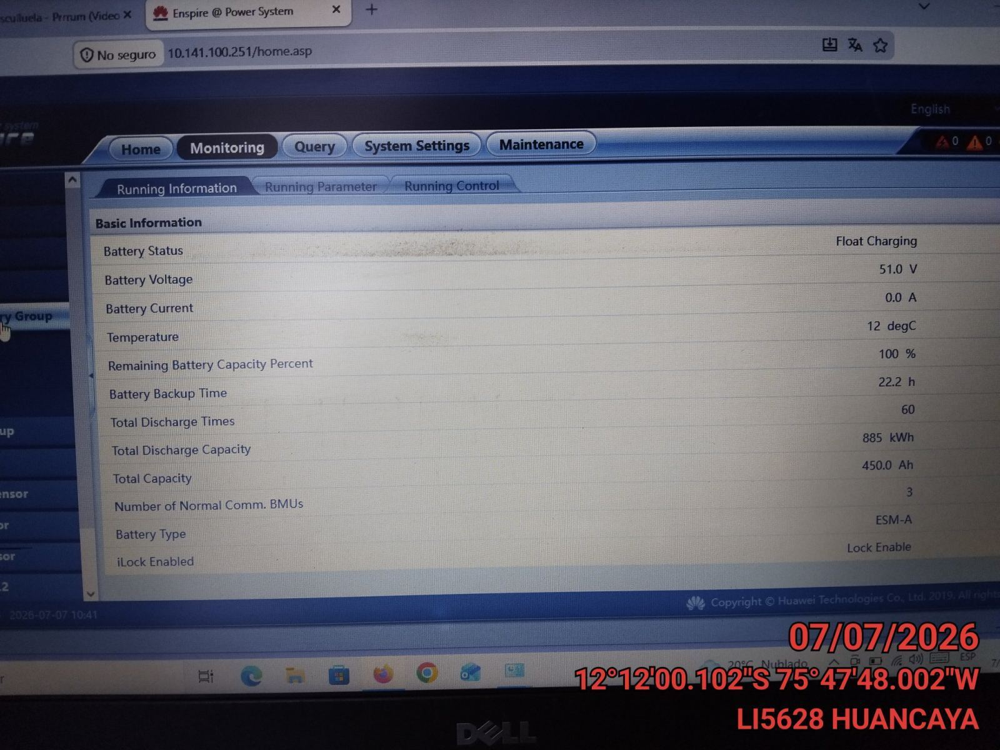 scuiluela - Prrrum (Video
Enspire @ Power System
No seguro
10.141.100.251/home.asp
English
system
Home
Monitoring
Query
System Settings
Maintenance
0
0
Running Information
Running Parameter
Running Control
Basic Information
Battery Status Float Charging
Battery Voltage 51.0 V
Battery Current 0.0 A
ry Group
Temperature 12 degC
Remaining Battery Capacity Percent 100 %
Battery Backup Time 22.2 h
Total Discharge Times 60
up
Total Discharge Capacity 885 kWh
Total Capacity 450.0 Ah
ensor
Number of Normal Comm. BMUs 3
or
Battery Type ESM-A
sor
iLock Enabled Lock Enable
2
2026-07-07 10:41
Copyright © Huawei Technologies Co., Ltd. 2019. All rights
07/07/2026
20°C Nublado
ESP
12°12'00.102"S 75°47'48.002"W
LI5628 HUANCAYA
DELL